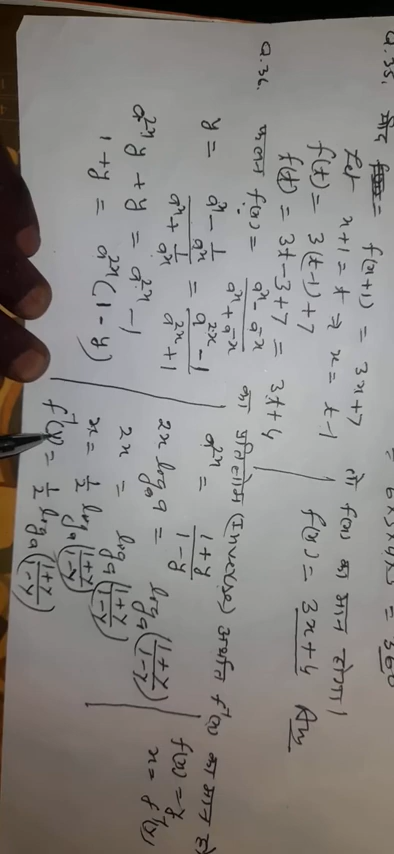 = 6x5x4x3 = 360
Q.35. यदि f(x+1) = 3x+7 तो f(x) का मान होगा।
Let x+1 = t ⇒ x = t-1
f(t) = 3(t-1)+7
f(t) = 3t-3+7 = 3t+4
f(x) = 3x+4 Ans
Q.36. फलन f(x) = (a^x - a^-x)/(a^x + a^-x) का प्रतिलोम (Inverse) अर्थात f^-1(x) का मान हो
y = (a^x - 1/a^x)/(a^x + 1/a^x) = (a^2x - 1)/(a^2x + 1)
a^2x y + y = a^2x - 1
1+y = a^2x (1-y)
a^2x = (1+y)/(1-y)
2x log_a a = log_a ((1+y)/(1-y))
2x = log_a ((1+y)/(1-y))
x = 1/2 log_a ((1+y)/(1-y))
f^-1(y) = 1/2 log_a ((1+y)/(1-y))
f(x) = y
x = f^-1(y)